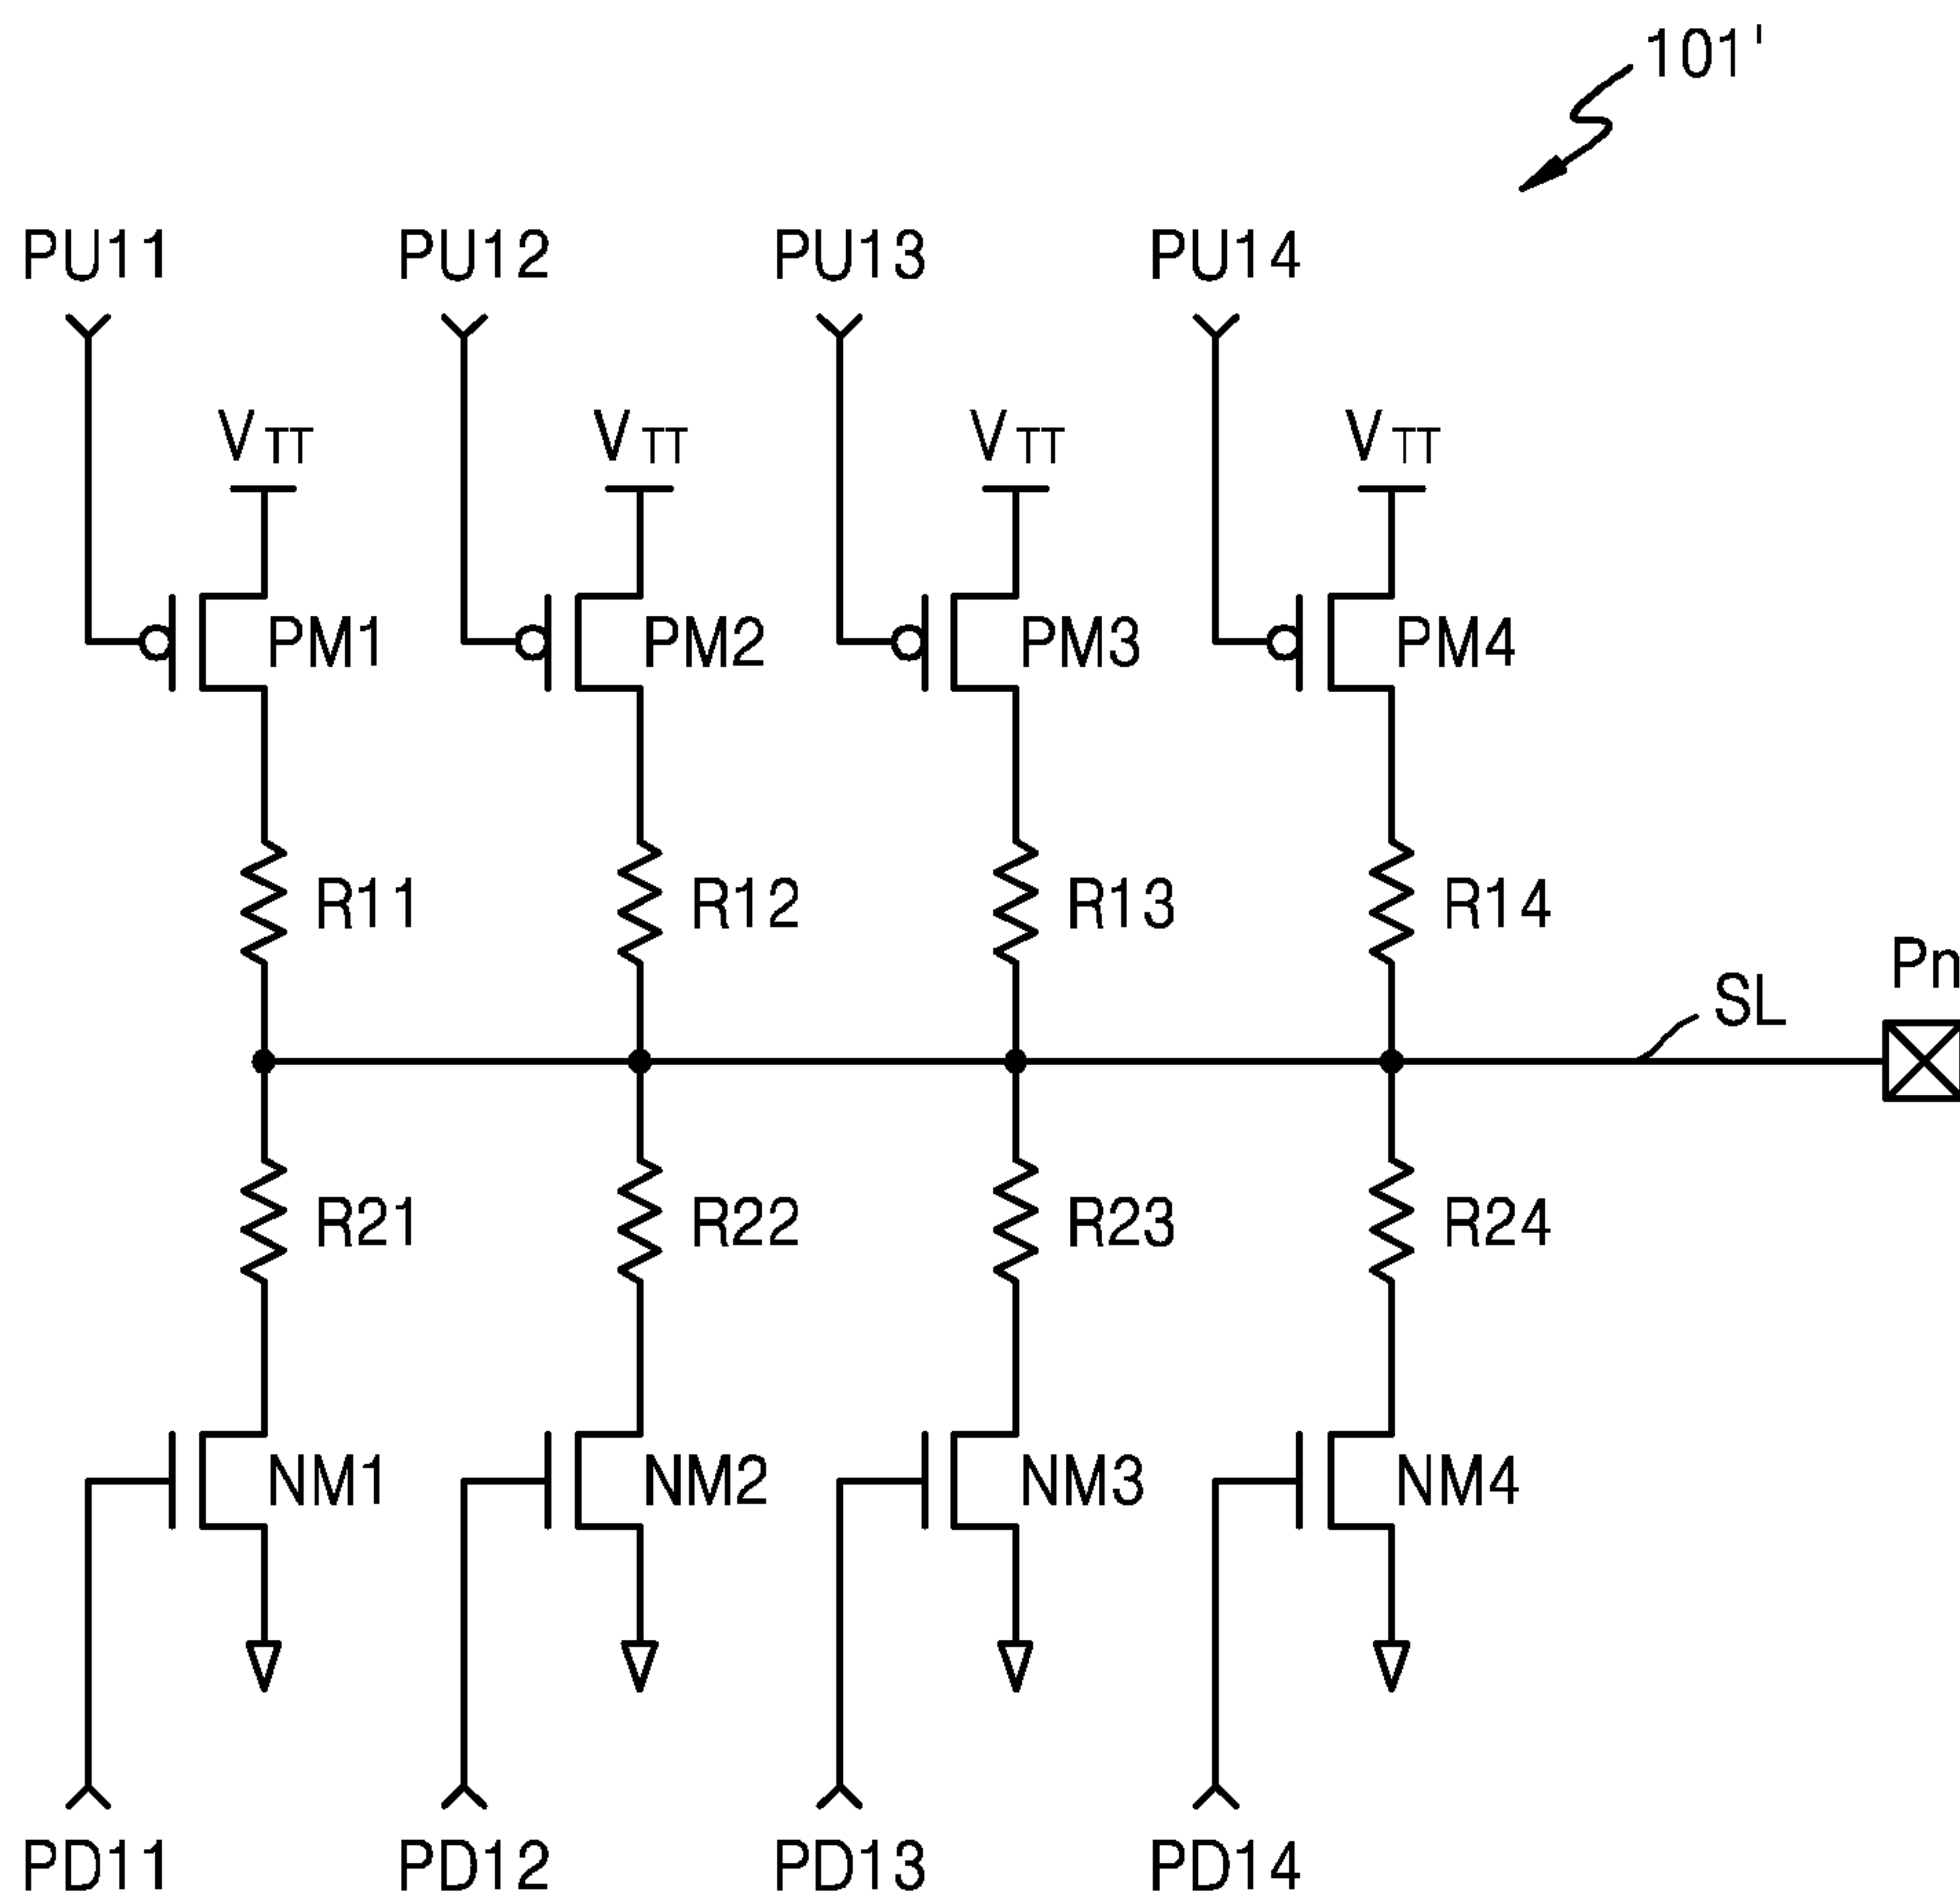 101'
PU11 PU12 PU13 PU14
VTT VTT VTT VTT
PM1 PM2 PM3 PM4
R11 R12 R13 R14
Pn
SL
R21 R22 R23 R24
NM1 NM2 NM3 NM4
PD11 PD12 PD13 PD14